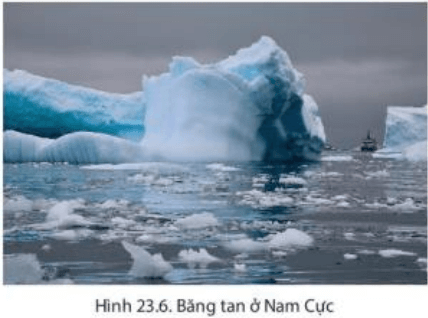 Hình 23.6. Băng tan ở Nam Cực